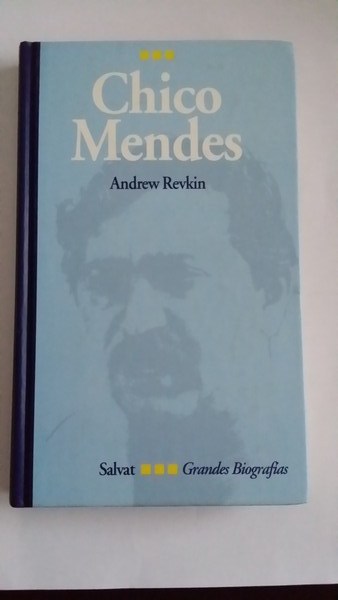 Chico
Mendes
Andrew Revkin
Salvat Grandes Biografías